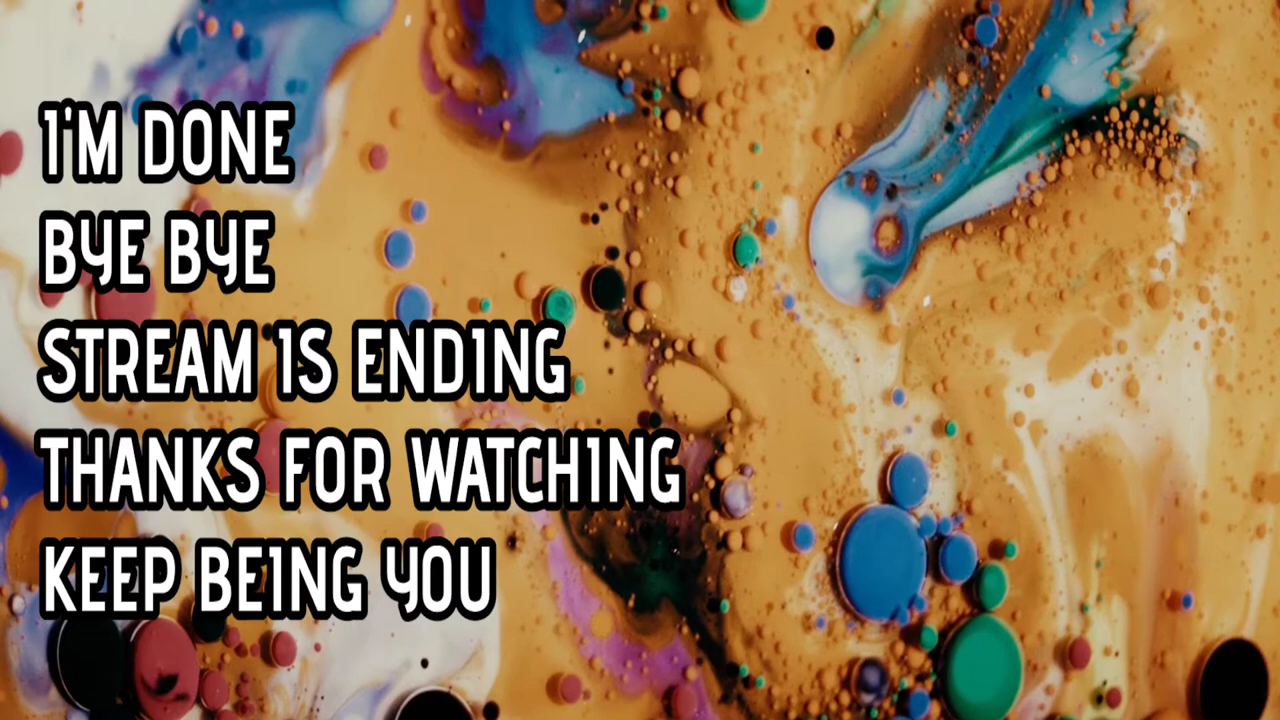 I'M DONE
BYE BYE
STREAM IS ENDING
THANKS FOR WATCHING
KEEP BEING YOU